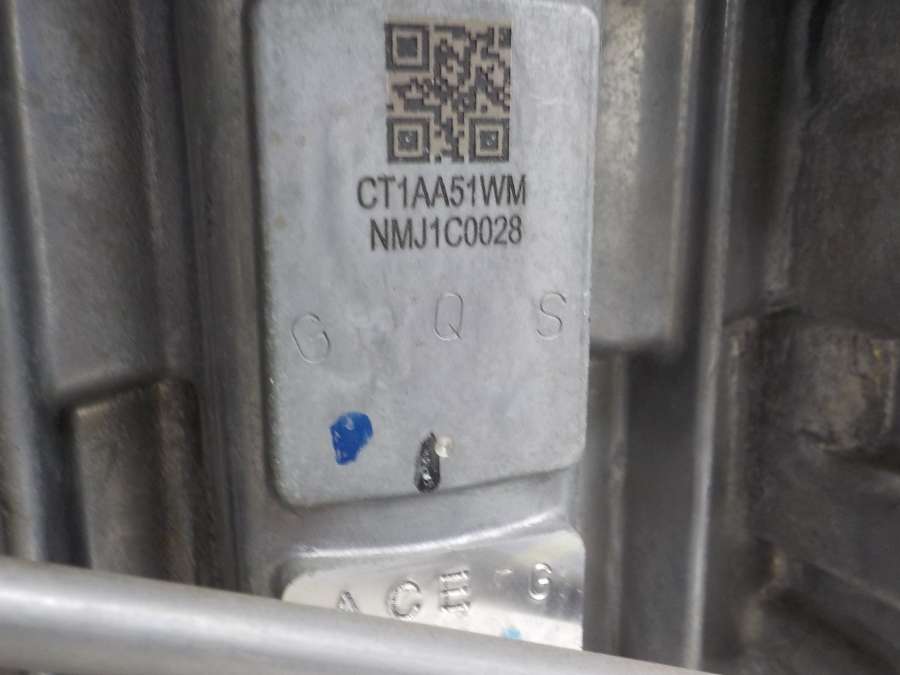 CT1AA51WM
NMJ1C0028
G Q S
A C E G